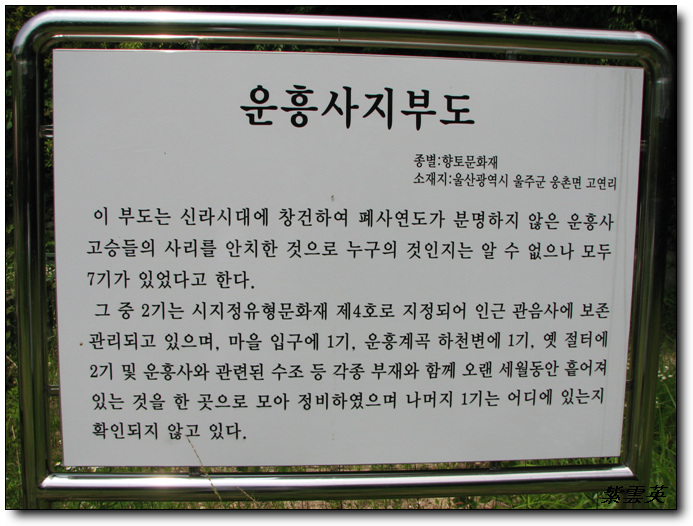 운흥사지부도
종별:향토문화재
소재지:울산광역시 울주군 웅촌면 고연리
이 부도는 신라시대에 창건하여 폐사연도가 분명하지 않은 운흥사
고승들의 사리를 안치한 것으로 누구의 것인지는 알 수 없으나 모두
7기가 있었다고 한다.
그 중 2기는 시지정유형문화재 제4호로 지정되어 인근 관음사에 보존
관리되고 있으며, 마을 입구에 1기, 운흥계곡 하천변에 1기, 옛 절터에
2기 및 운흥사와 관련된 수조 등 각종 부재와 함께 오랜 세월동안 흩어져
있는 것을 한 곳으로 모아 정비하였으며 나머지 1기는 어디에 있는지
확인되지 않고 있다.
紫雲英